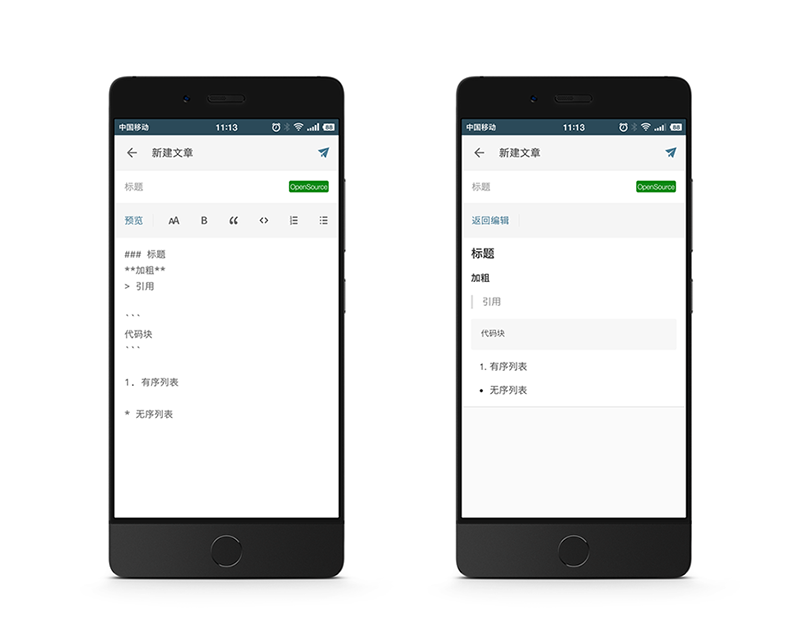 中国移动 11:13 88
新建文章
标题 OpenSource
预览 AA B
### 标题
**加粗**
> 引用
```
代码块
```
1. 有序列表
* 无序列表
中国移动 11:13 88
新建文章
标题 OpenSource
返回编辑
标题
加粗
引用
代码块
1. 有序列表
• 无序列表